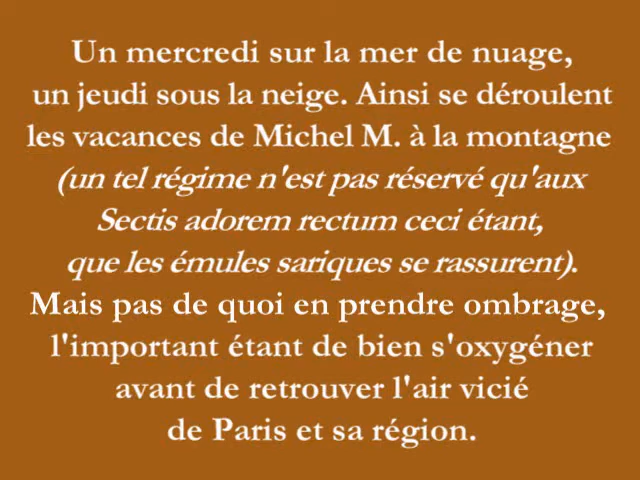 Un mercredi sur la mer de nuage,
un jeudi sous la neige. Ainsi se déroulent
les vacances de Michel M. à la montagne
(un tel régime n'est pas réservé qu'aux
Sectis adorem rectum ceci étant,
que les émules sariques se rassurent).
Mais pas de quoi en prendre ombrage,
l'important étant de bien s'oxygéner
avant de retrouver l'air vicié
de Paris et sa région.